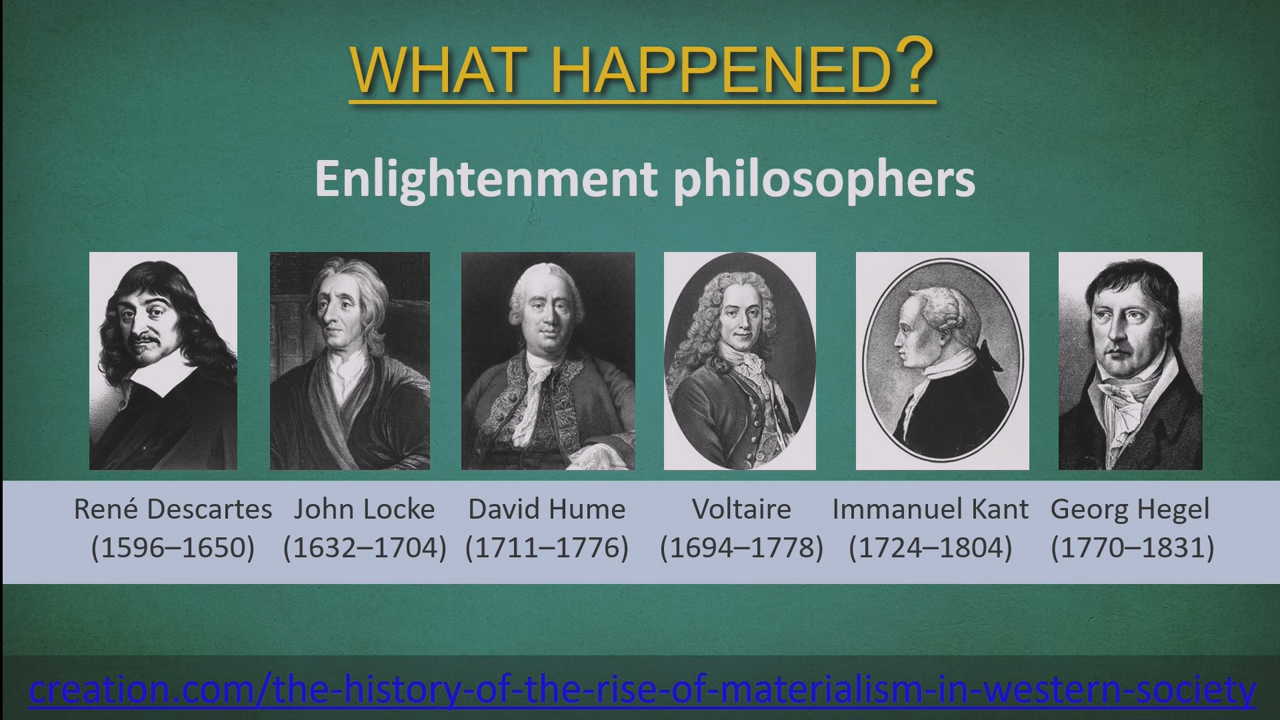 WHAT HAPPENED?
Enlightenment philosophers
René Descartes
(1596–1650)
John Locke
(1632–1704)
David Hume
(1711–1776)
Voltaire
(1694–1778)
Immanuel Kant
(1724–1804)
Georg Hegel
(1770–1831)
creation.com/the-history-of-the-rise-of-materialism-in-western-society